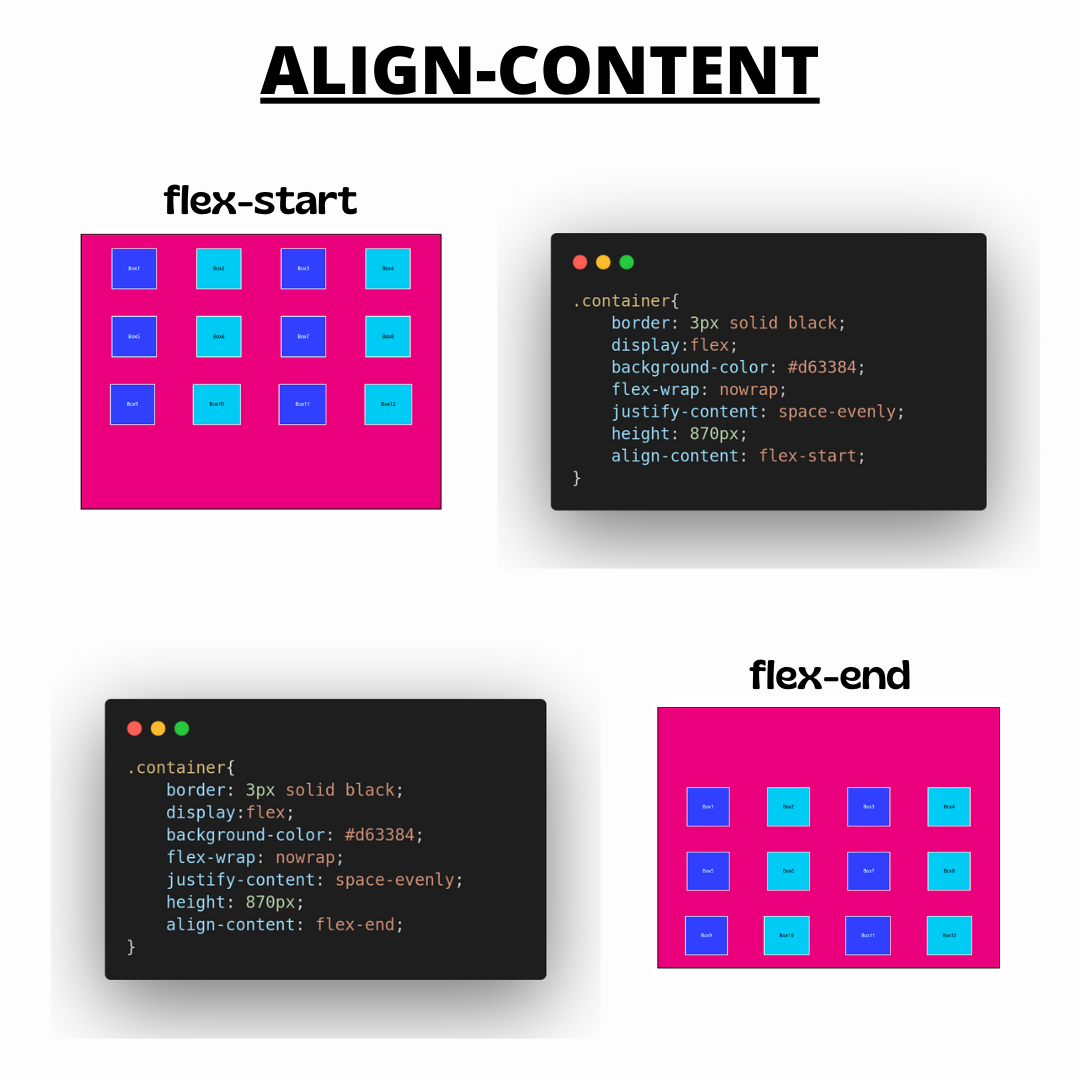 ALIGN-CONTENT
flex-start
Box1 Box2 Box3 Box4
Box5 Box6 Box7 Box8
Box9 Box10 Box11 Box12
.container{
    border: 3px solid black;
    display:flex;
    background-color: #d63384;
    flex-wrap: nowrap;
    justify-content: space-evenly;
    height: 870px;
    align-content: flex-start;
}
.container{
    border: 3px solid black;
    display:flex;
    background-color: #d63384;
    flex-wrap: nowrap;
    justify-content: space-evenly;
    height: 870px;
    align-content: flex-end;
}
flex-end
Box1 Box2 Box3 Box4
Box5 Box6 Box7 Box8
Box9 Box10 Box11 Box12